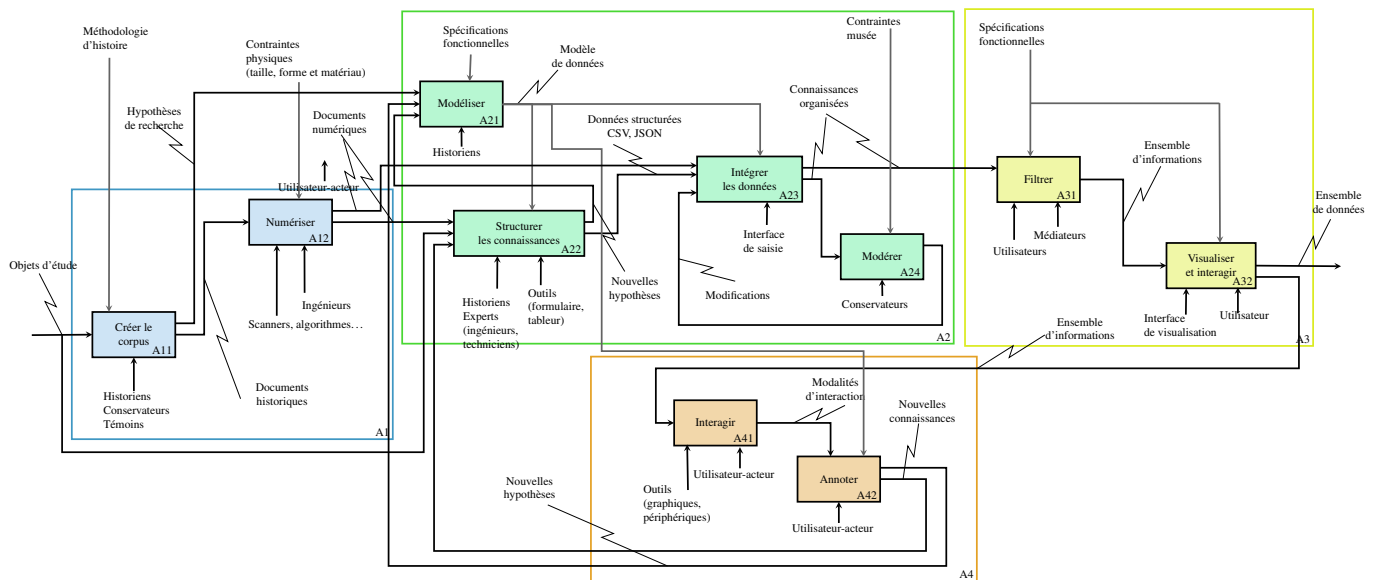 Méthodologie
d'histoire
Contraintes
physiques
(taille, forme et matériau)
Hypothèses
de recherche
Documents
numériques
Utilisateur-acteur
Numériser
A12
Objets d'étude
Ingénieurs
Scanners, algorithmes…
Créer le
corpus
A11
Historiens
Conservateurs
Témoins
Documents
historiques
A1
Spécifications
fonctionnelles
Modèle
de données
Modéliser
A21
Historiens
Données structurées
CSV, JSON
Structurer
les connaissances
A22
Historiens
Experts
(ingénieurs,
techniciens)
Outils
(formulaire,
tableur)
Nouvelles
hypothèses
Contraintes
musée
Connaissances
organisées
Intégrer
les données
A23
Interface
de saisie
Modérer
A24
Modifications
Conservateurs
A2
Spécifications
fonctionnelles
Ensemble
d'informations
Filtrer
A31
Utilisateurs
Médiateurs
Ensemble
de données
Visualiser
et interagir
A32
Interface
de visualisation
Utilisateur
A3
Ensemble
d'informations
Modalités
d'interaction
Nouvelles
connaissances
Interagir
A41
Utilisateur-acteur
Outils
(graphiques,
périphériques)
Annoter
A42
Utilisateur-acteur
Nouvelles
hypothèses
A4